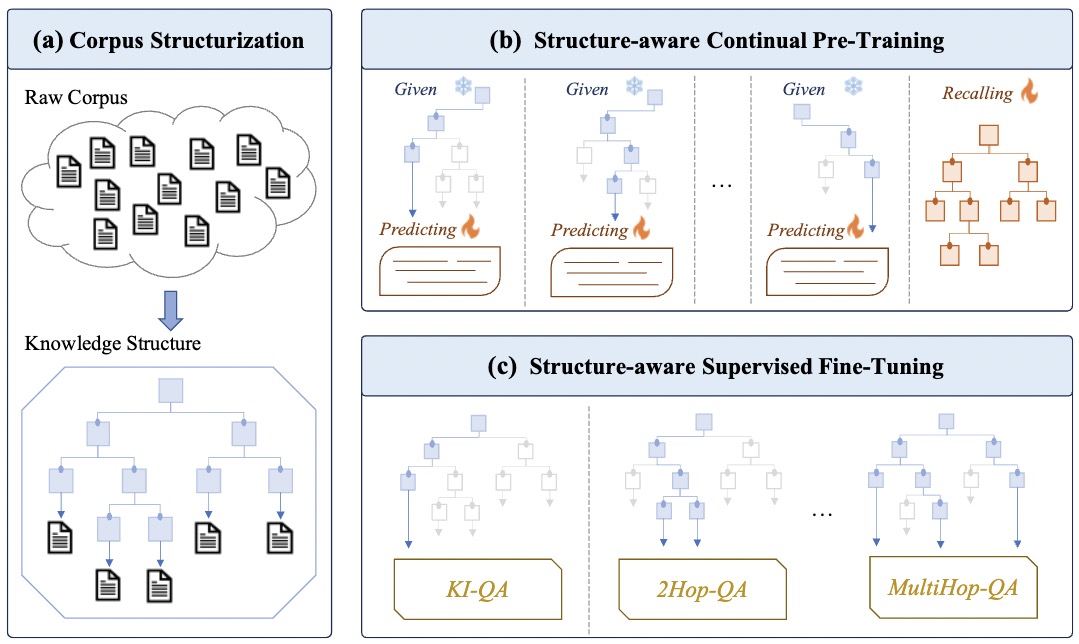 (a) Corpus Structurization
Raw Corpus
Knowledge Structure
(b) Structure-aware Continual Pre-Training
Given
Given
Given
Recalling
...
Predicting
Predicting
Predicting
(c) Structure-aware Supervised Fine-Tuning
...
KI-QA
2Hop-QA
MultiHop-QA